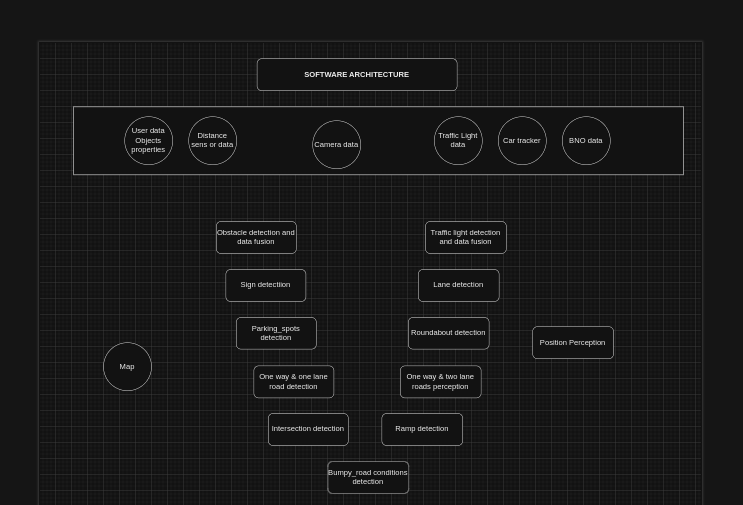 SOFTWARE ARCHITECTURE
User data
Objects
properties
Distance
sens or data
Camera data
Traffic Light
data
Car tracker
BNO data
Obstacle detection and
data fusion
Traffic light detection
and data fusion
Sign detectiion
Lane detection
Parking_spots
detection
Roundabout detection
Position Perception
Map
One way & one lane
road detection
One way & two lane
roads perception
Intersection detection
Ramp detection
Bumpy_road conditions
detection